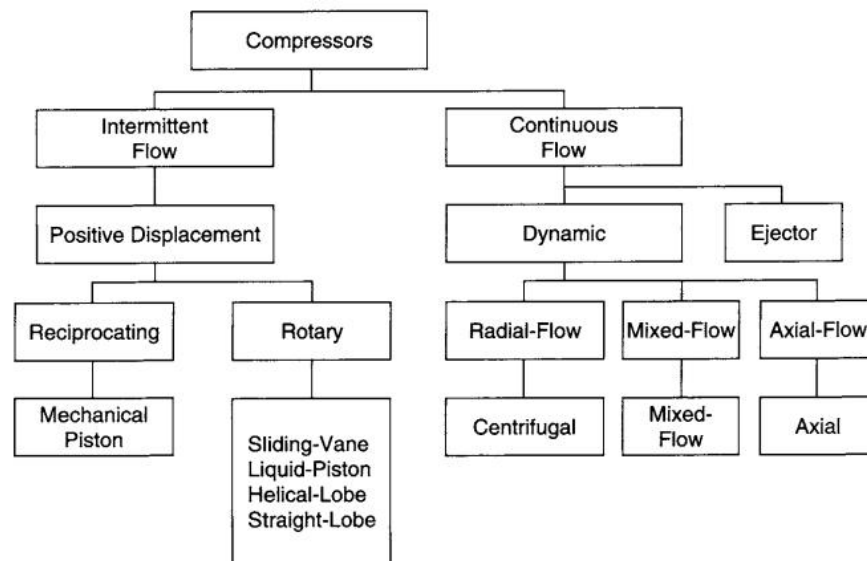 Compressors
Intermittent
Flow
Continuous
Flow
Positive Displacement
Dynamic
Ejector
Reciprocating
Rotary
Radial-Flow
Mixed-Flow
Axial-Flow
Mechanical
Piston
Sliding-Vane
Liquid-Piston
Helical-Lobe
Straight-Lobe
Centrifugal
Mixed-
Flow
Axial